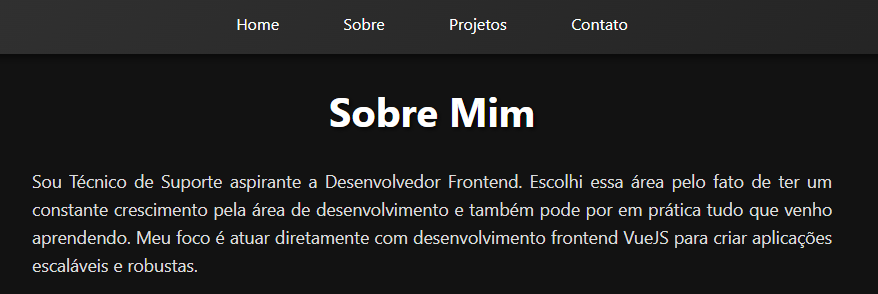 Home Sobre Projetos Contato
Sobre Mim
Sou Técnico de Suporte aspirante a Desenvolvedor Frontend. Escolhi essa área pelo fato de ter um
constante crescimento pela área de desenvolvimento e também pode por em prática tudo que venho
aprendendo. Meu foco é atuar diretamente com desenvolvimento frontend VueJS para criar aplicações
escaláveis e robustas.